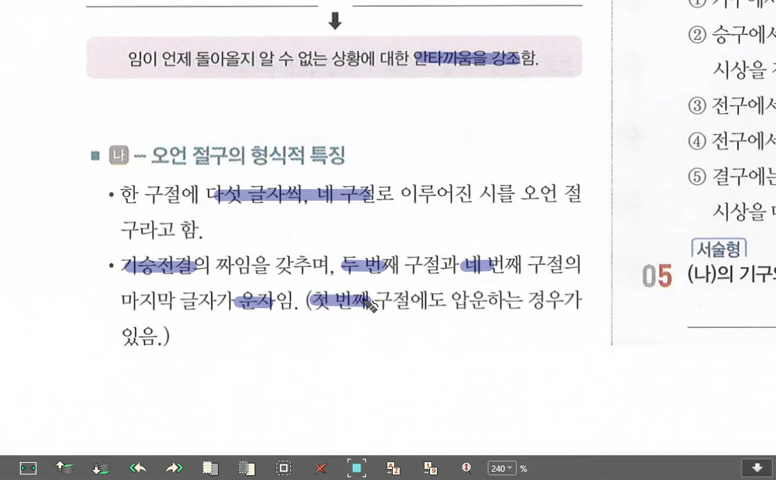 임이 언제 돌아올지 알 수 없는 상황에 대한 안타까움을 강조함.
나 – 오언 절구의 형식적 특징
• 한 구절에 다섯 글자씩, 네 구절로 이루어진 시를 오언 절
구라고 함.
• 기승전결의 짜임을 갖추며, 두 번째 구절과 네 번째 구절의
마지막 글자가 운자임. (첫 번째 구절에도 압운하는 경우가
있음.)
①
② 승구에서
시상을
③ 전구에서
④ 전구에서
⑤ 결구에는
시상을
서술형
05 (나)의 기구와
240 %